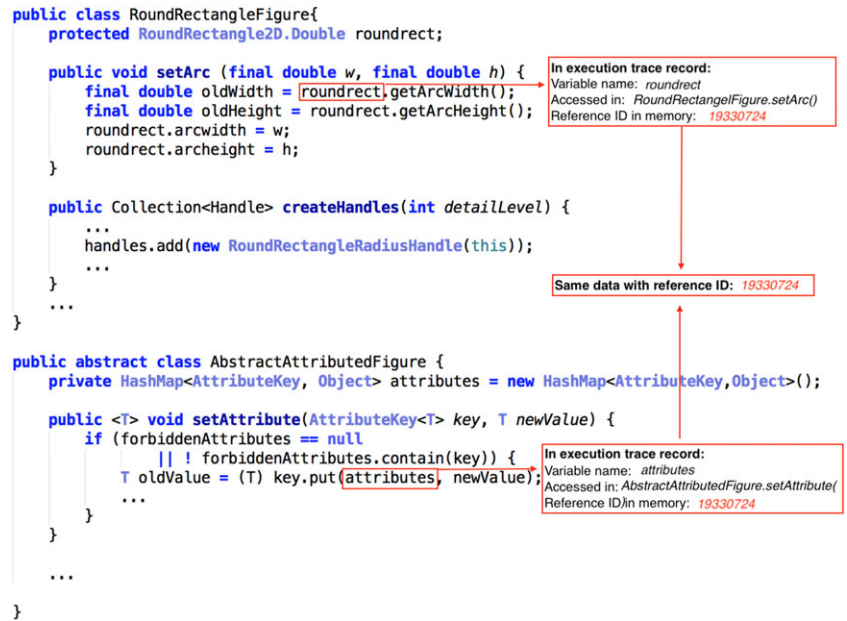 public class RoundRectangleFigure{
protected RoundRectangle2D.Double roundrect;
public void setArc (final double w, final double h) {
final double oldWidth = roundrect.getArcWidth();
final double oldHeight = roundrect.getArcHeight();
roundrect.arcwidth = w;
roundrect.archeight = h;
}
In execution trace record:
Variable name: roundrect
Accessed in: RoundRectangelFigure.setArc()
Reference ID in memory: 19330724
public Collection<Handle> createHandles(int detailLevel) {
...
handles.add(new RoundRectangleRadiusHandle(this));
...
}
...
}
Same data with reference ID: 19330724
public abstract class AbstractAttributedFigure {
private HashMap<AttributeKey, Object> attributes = new HashMap<AttributeKey,Object>();
public <T> void setAttribute(AttributeKey<T> key, T newValue) {
if (forbiddenAttributes == null
|| ! forbiddenAttributes.contain(key)) {
T oldValue = (T) key.put(attributes, newValue);
...
}
}
In execution trace record:
Variable name: attributes
Accessed in: AbstractAttributedFigure.setAttribute(
Reference ID)in memory: 19330724
...
}